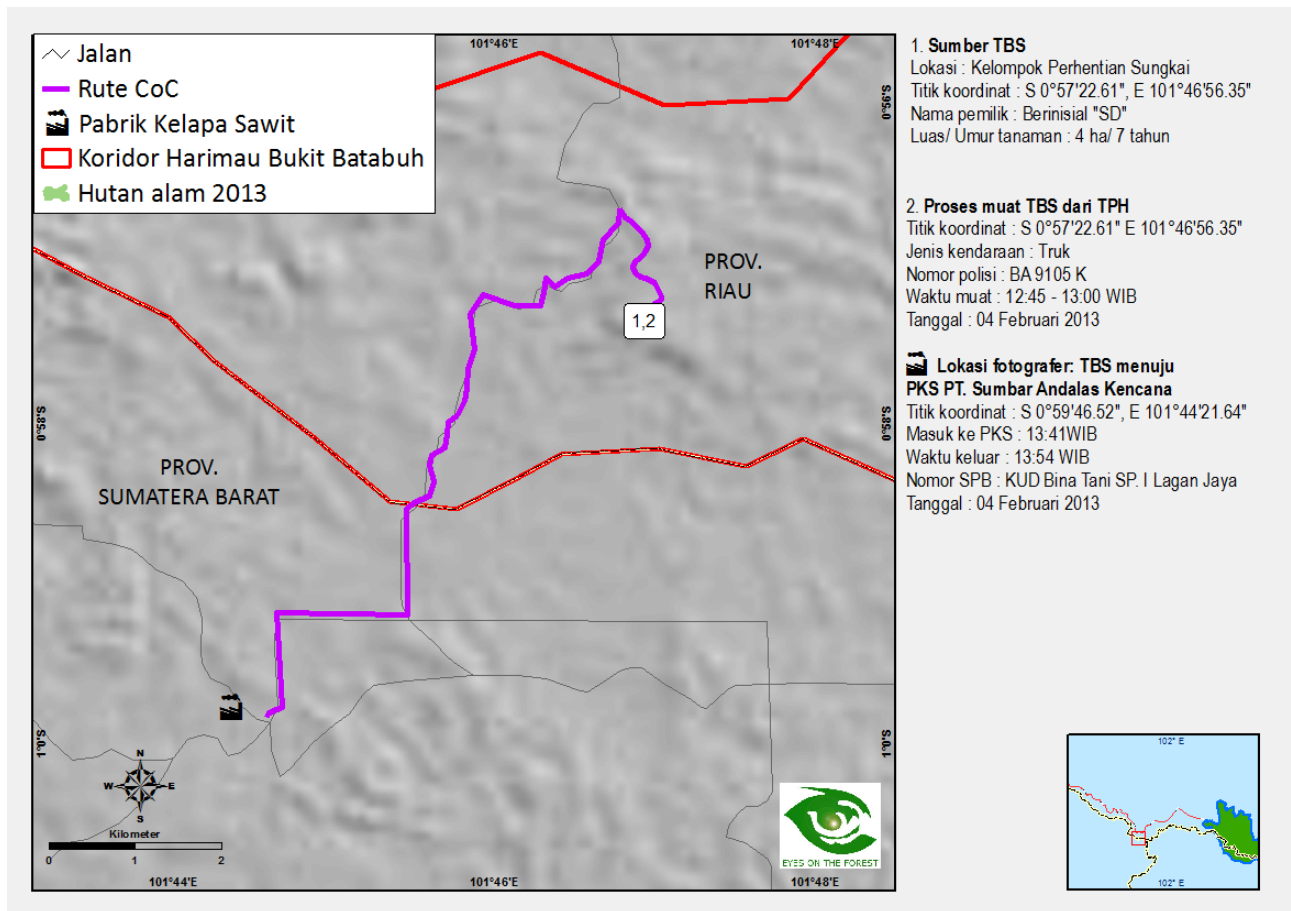 Jalan
Rute CoC
Pabrik Kelapa Sawit
Koridor Harimau Bukit Batabuh
Hutan alam 2013
101°46'E
101°48'E
0°56'S
0°58'S
0°58'S
1°0'S
1°0'S
101°44'E
101°46'E
101°48'E
PROV.
RIAU
1,2
PROV.
SUMATERA BARAT
N
W
E
S
Kilometer
0 1 2
EYES ON THE FOREST
1. Sumber TBS
Lokasi : Kelompok Perhentian Sungkai
Titik koordinat : S 0°57'22.61", E 101°46'56.35"
Nama pemilik : Berinisial "SD"
Luas/ Umur tanaman : 4 ha/ 7 tahun
2. Proses muat TBS dari TPH
Titik koordinat : S 0°57'22.61" E 101°46'56.35"
Jenis kendaraan : Truk
Nomor polisi : BA 9105 K
Waktu muat : 12:45 - 13:00 WIB
Tanggal : 04 Februari 2013
Lokasi fotografer: TBS menuju
PKS PT. Sumbar Andalas Kencana
Titik koordinat : S 0°59'46.52", E 101°44'21.64"
Masuk ke PKS : 13:41WIB
Waktu keluar : 13:54 WIB
Nomor SPB : KUD Bina Tani SP. I Lagan Jaya
Tanggal : 04 Februari 2013
102° E
102° E